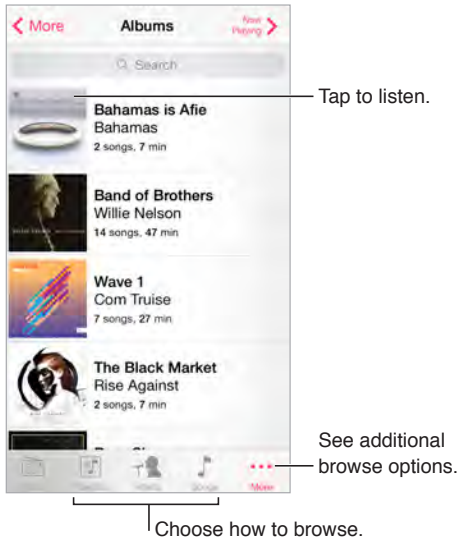 More
Albums
Now Playing
Search
Tap to listen.
Bahamas is Afie
Bahamas
2 songs, 7 min
Band of Brothers
Willie Nelson
14 songs, 47 min
Wave 1
Com Truise
7 songs, 27 min
The Black Market
Rise Against
2 songs, 7 min
See additional
browse options.
Songs
More
Choose how to browse.